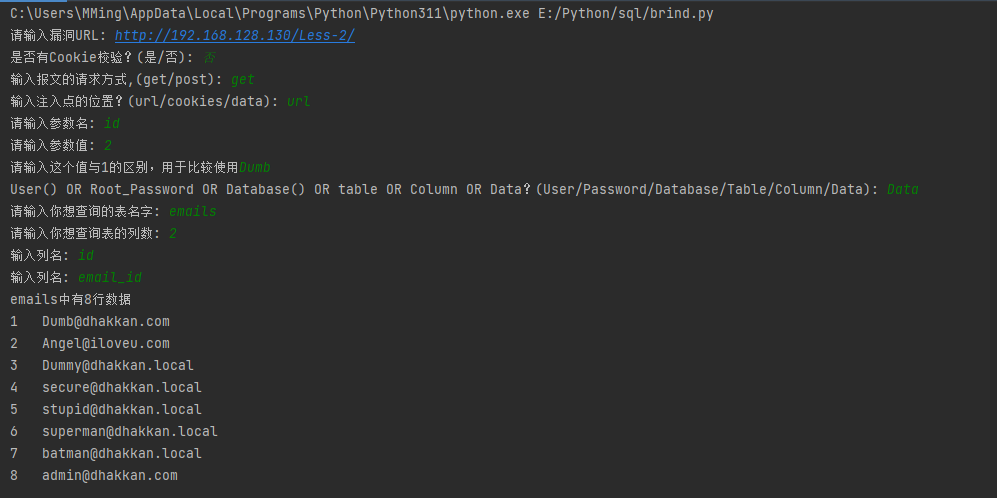 C:\Users\MMing\AppData\Local\Programs\Python\Python311\python.exe E:/Python/sql/brind.py
请输入漏洞URL: http://192.168.128.130/Less-2/
是否有Cookie校验？(是/否): 否
输入报文的请求方式,(get/post): get
输入注入点的位置？(url/cookies/data): url
请输入参数名: id
请输入参数值: 2
请输入这个值与1的区别，用于比较使用Dumb
User() OR Root_Password OR Database() OR table OR Column OR Data？(User/Password/Database/Table/Column/Data): Data
请输入你想查询的表名字: emails
请输入你想查询表的列数: 2
输入列名: id
输入列名: email_id
emails中有8行数据
1 Dumb@dhakkan.com
2 Angel@iloveu.com
3 Dummy@dhakkan.local
4 secure@dhakkan.local
5 stupid@dhakkan.local
6 superman@dhakkan.local
7 batman@dhakkan.local
8 admin@dhakkan.com